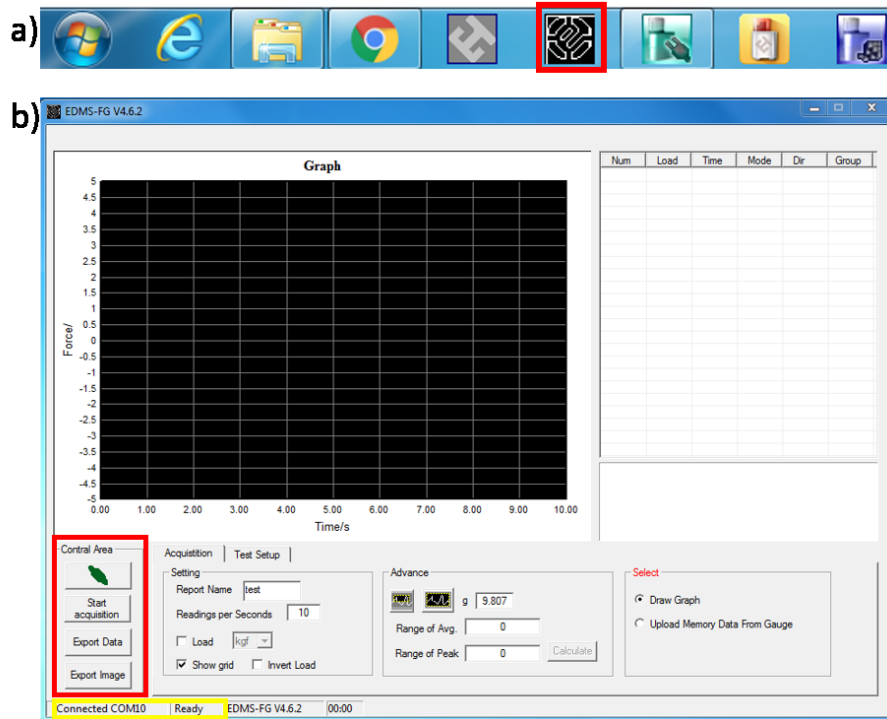 a)
b)
EDMS-FG V4.6.2
Graph
5
4.5
4
3.5
3
2.5
2
1.5
1
0.5
0
-0.5
-1
-1.5
-2
-2.5
-3
-3.5
-4
-4.5
-5
Force/
0.00 1.00 2.00 3.00 4.00 5.00 6.00 7.00 8.00 9.00 10.00
Time/s
Num Load Time Mode Dir Group
Contral Area
Start
acquisition
Export Data
Export Image
Acquistition Test Setup
Setting
Report Name test
Readings per Seconds 10
Load kgf
Show grid Invert Load
Advance
g 9.807
Range of Avg. 0
Range of Peak 0 Calculate
Select
Draw Graph
Upload Memory Data From Gauge
Connected COM10 Ready EDMS-FG V4.6.2 00:00